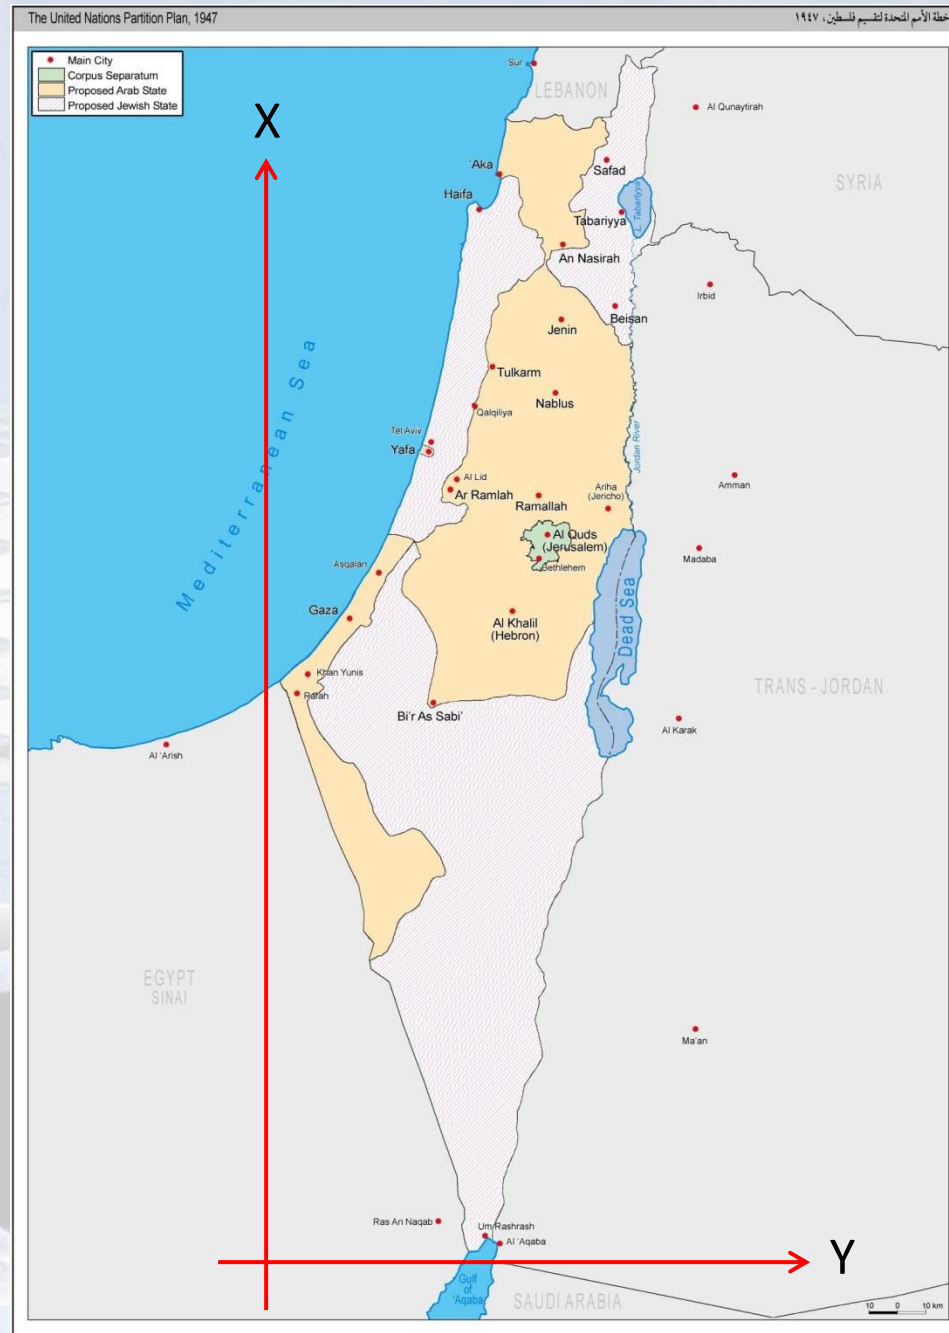 The United Nations Partition Plan, 1947
خطة الأمم المتحدة لتقسيم فلسطين، ١٩٤٧
Main City
Corpus Separatum
Proposed Arab State
Proposed Jewish State
X
Sur
LEBANON
Al Qunaytirah
'Aka
Safad
SYRIA
Haifa
Tabariyya
L. Tabariyya
An Nasirah
Irbid
Beisan
Jenin
Mediterranean Sea
Tulkarm
Nablus
Qalqiliya
Jordan River
Tel Aviv
Yafa
Al Lid
Ar Ramlah
Ramallah
Ariha
(Jericho)
Amman
Al Quds
(Jerusalem)
Bethlehem
Madaba
'Asqalan
Gaza
Al Khalil
(Hebron)
Dead Sea
Khan Yunis
Rafah
TRANS - JORDAN
Bi'r As Sabi'
Al Karak
Al 'Arish
EGYPT
SINAI
Ma'an
Ras An Naqab
Um Rashrash
Al 'Aqaba
Y
Gulf
of
'Aqaba
SAUDI ARABIA
10 0 10 km